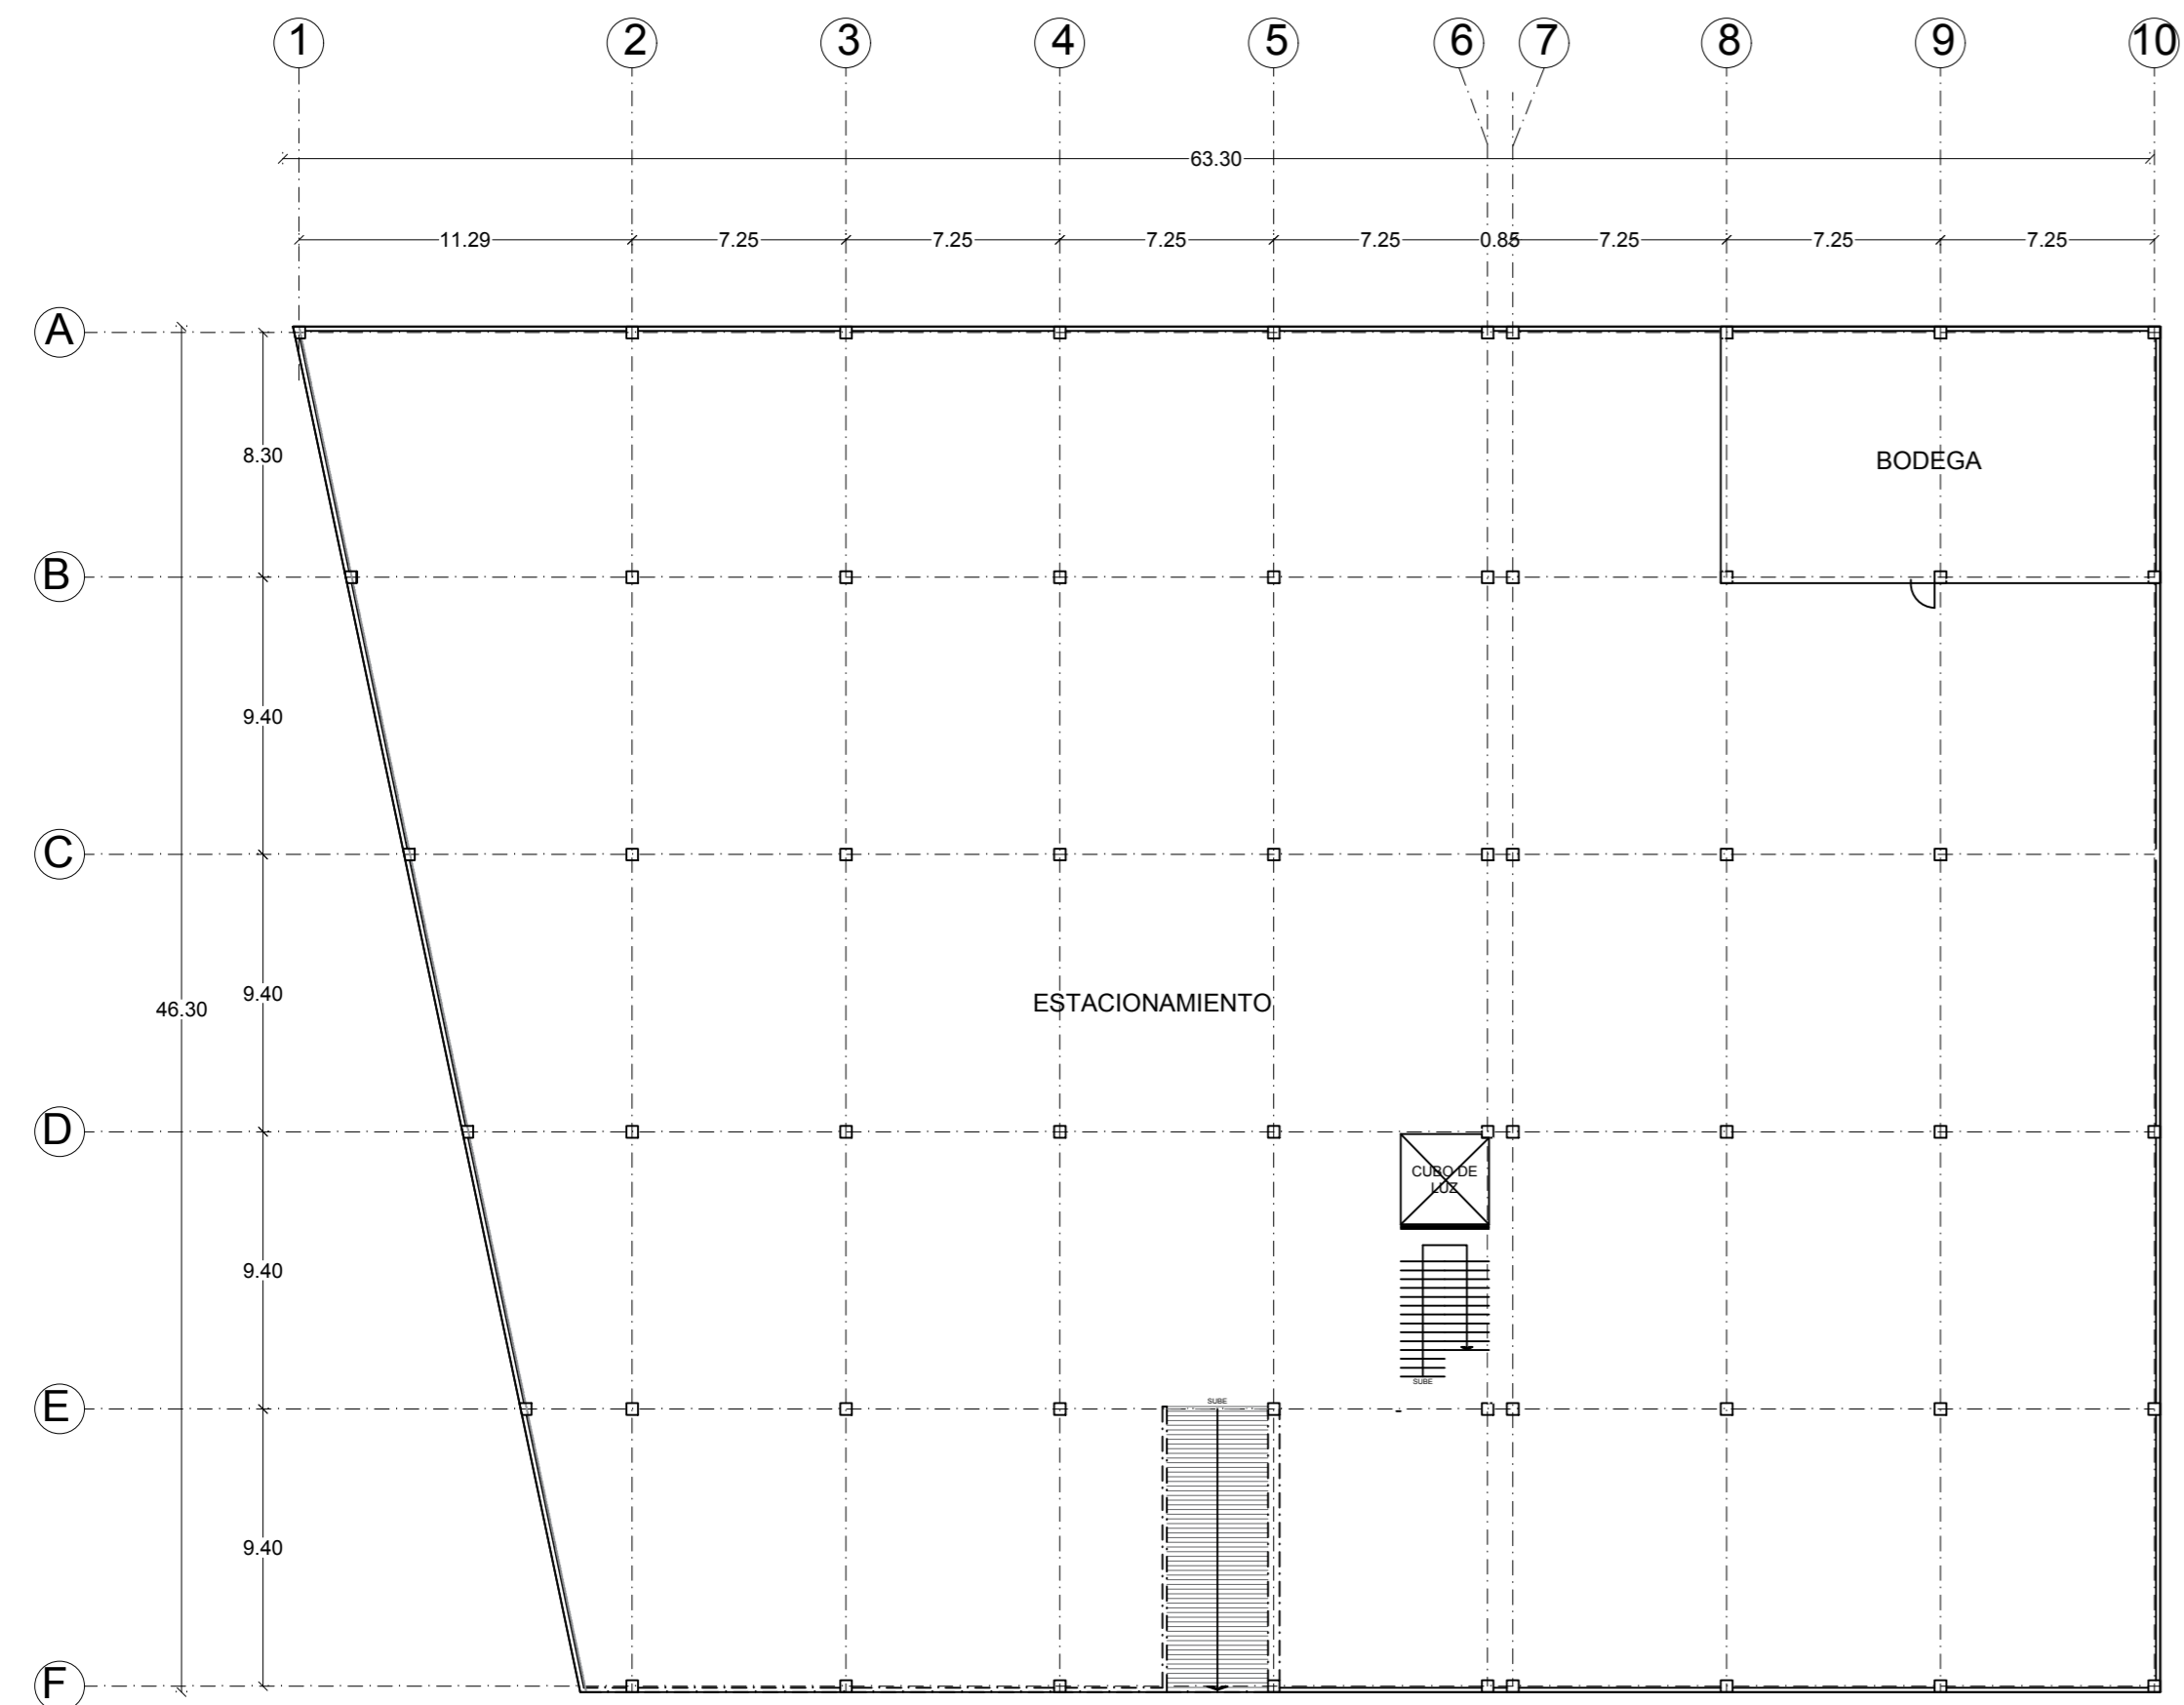 1 2 3 4 5 6 7 8 9 10
63.30
11.29 7.25 7.25 7.25 7.25 0.85 7.25 7.25 7.25
A
8.30
BODEGA
B
9.40
C
9.40
ESTACIONAMIENTO
46.30
D
CUBO DE
LUZ
9.40
SUBE
SUBE
E
9.40
F